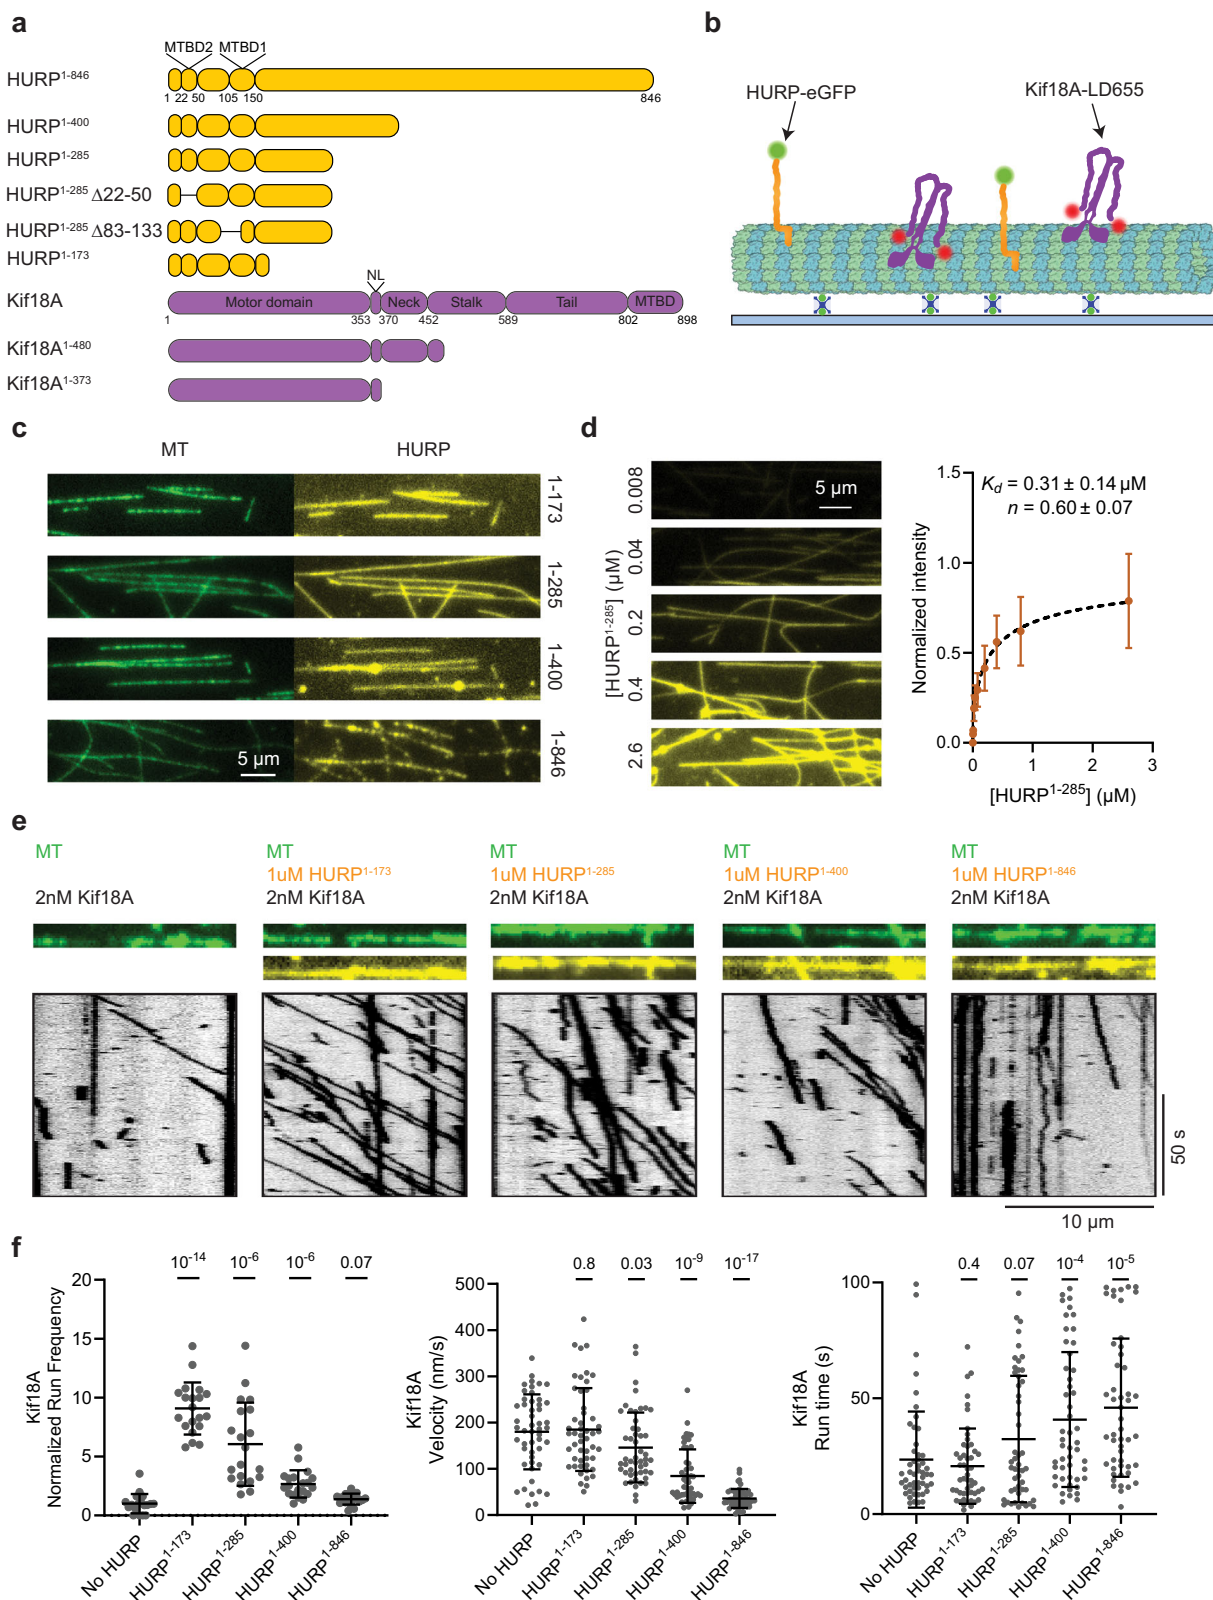 a
MTBD2 MTBD1
HURP1-846
1 22 50 105 150 846
HURP1-400
HURP1-285
HURP1-285 Δ22-50
HURP1-285 Δ83-133
HURP1-173
NL
Kif18A
Motor domain Neck Stalk Tail MTBD
1 353 370 452 589 802 898
Kif18A1-480
Kif18A1-373
b
HURP-eGFP
Kif18A-LD655
c
MT HURP
1-173
1-285
1-400
1-846
5 µm
d
[HURP1-285] (µM)
0.008
0.04
0.2
0.4
2.6
5 µm
Normalized intensity
1.5
1.0
0.5
0.0
Kd = 0.31 ± 0.14 µM
n = 0.60 ± 0.07
0 1 2 3
[HURP1-285] (µM)
e
MT
2nM Kif18A
MT
1uM HURP1-173
2nM Kif18A
MT
1uM HURP1-285
2nM Kif18A
MT
1uM HURP1-400
2nM Kif18A
MT
1uM HURP1-846
2nM Kif18A
50 s
10 µm
f
Kif18A
Normalized Run Frequency
20
15
10
5
0
10-14 10-6 10-6 0.07
No HURP HURP1-173 HURP1-285 HURP1-400 HURP1-846
Kif18A
Velocity (nm/s)
500
400
300
200
100
0
0.8 0.03 10-9 10-17
No HURP HURP1-173 HURP1-285 HURP1-400 HURP1-846
Kif18A
Run time (s)
100
50
0
0.4 0.07 10-4 10-5
No HURP HURP1-173 HURP1-285 HURP1-400 HURP1-846